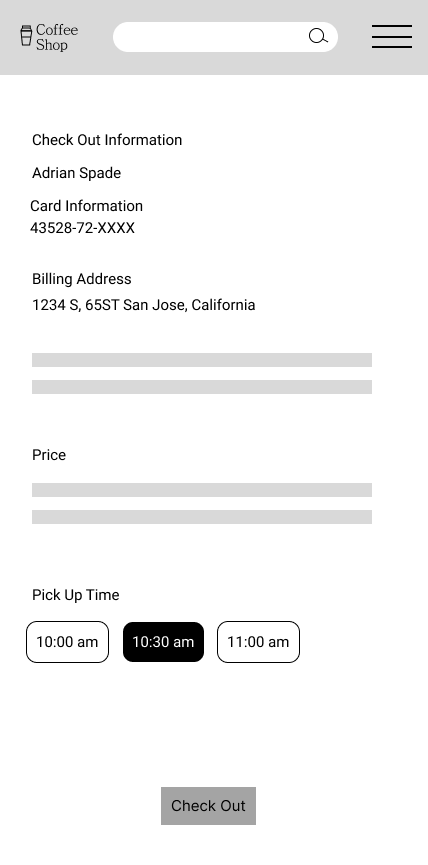 Coffee
Shop
Check Out Information
Adrian Spade
Card Information
43528-72-XXXX
Billing Address
1234 S, 65ST San Jose, California
Price
Pick Up Time
10:00 am
10:30 am
11:00 am
Check Out